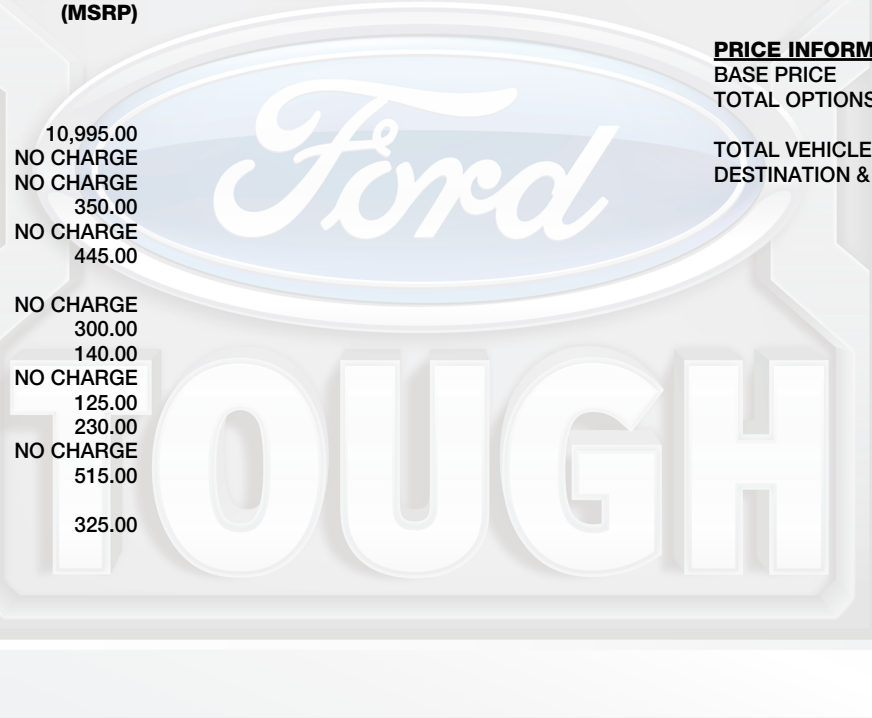 (MSRP)
10,995.00
NO CHARGE
NO CHARGE
350.00
NO CHARGE
445.00
NO CHARGE
300.00
140.00
NO CHARGE
125.00
230.00
NO CHARGE
515.00
325.00
PRICE INFORM
BASE PRICE
TOTAL OPTIONS
TOTAL VEHICLE
DESTINATION &
Ford
TOUGH